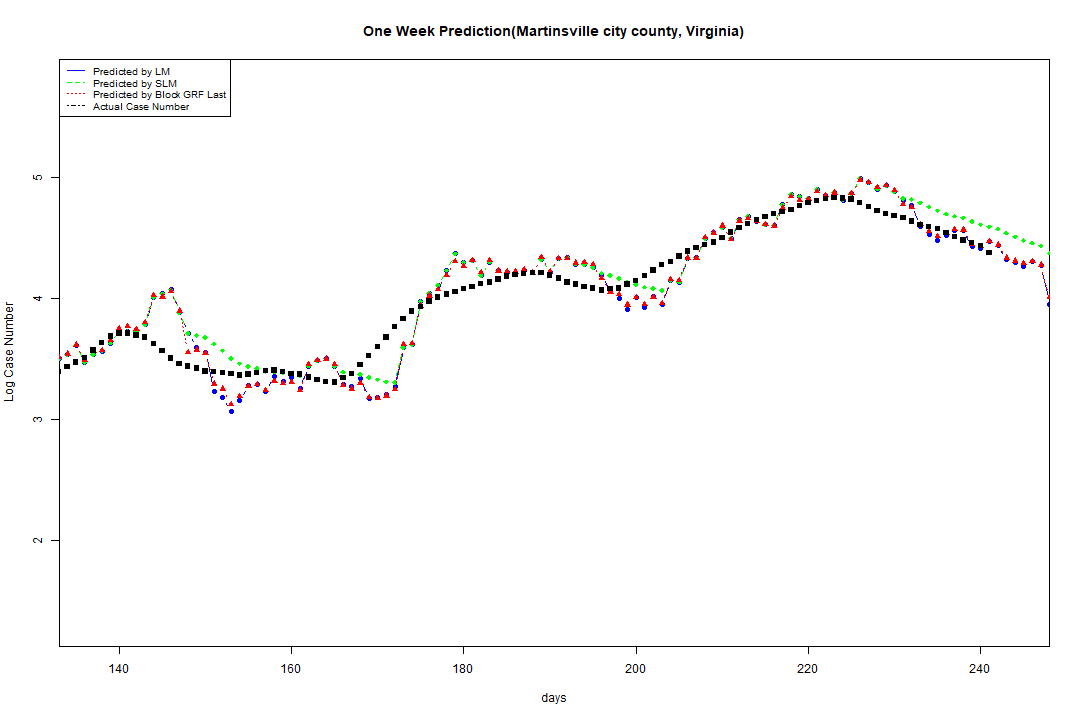 One Week Prediction(Martinsville city county, Virginia)
Predicted by LM
Predicted by SLM
Predicted by Block GRF Last
Actual Case Number
5
4
3
2
Log Case Number
140 160 180 200 220 240
days